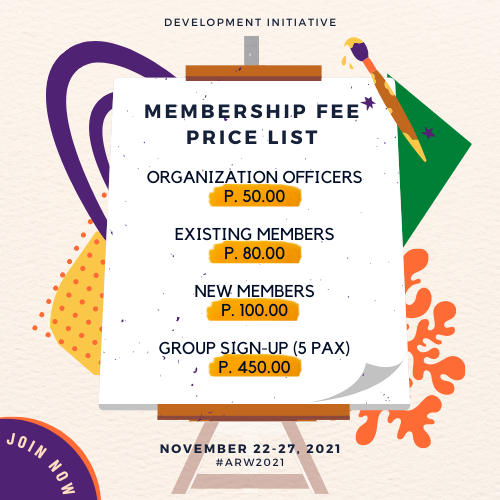 DEVELOPMENT INITIATIVE
MEMBERSHIP FEE
PRICE LIST
ORGANIZATION OFFICERS
P. 50.00
EXISTING MEMBERS
P. 80.00
NEW MEMBERS
P. 100.00
GROUP SIGN-UP (5 PAX)
P. 450.00
JOIN NOW
NOVEMBER 22-27, 2021
#ARW2021